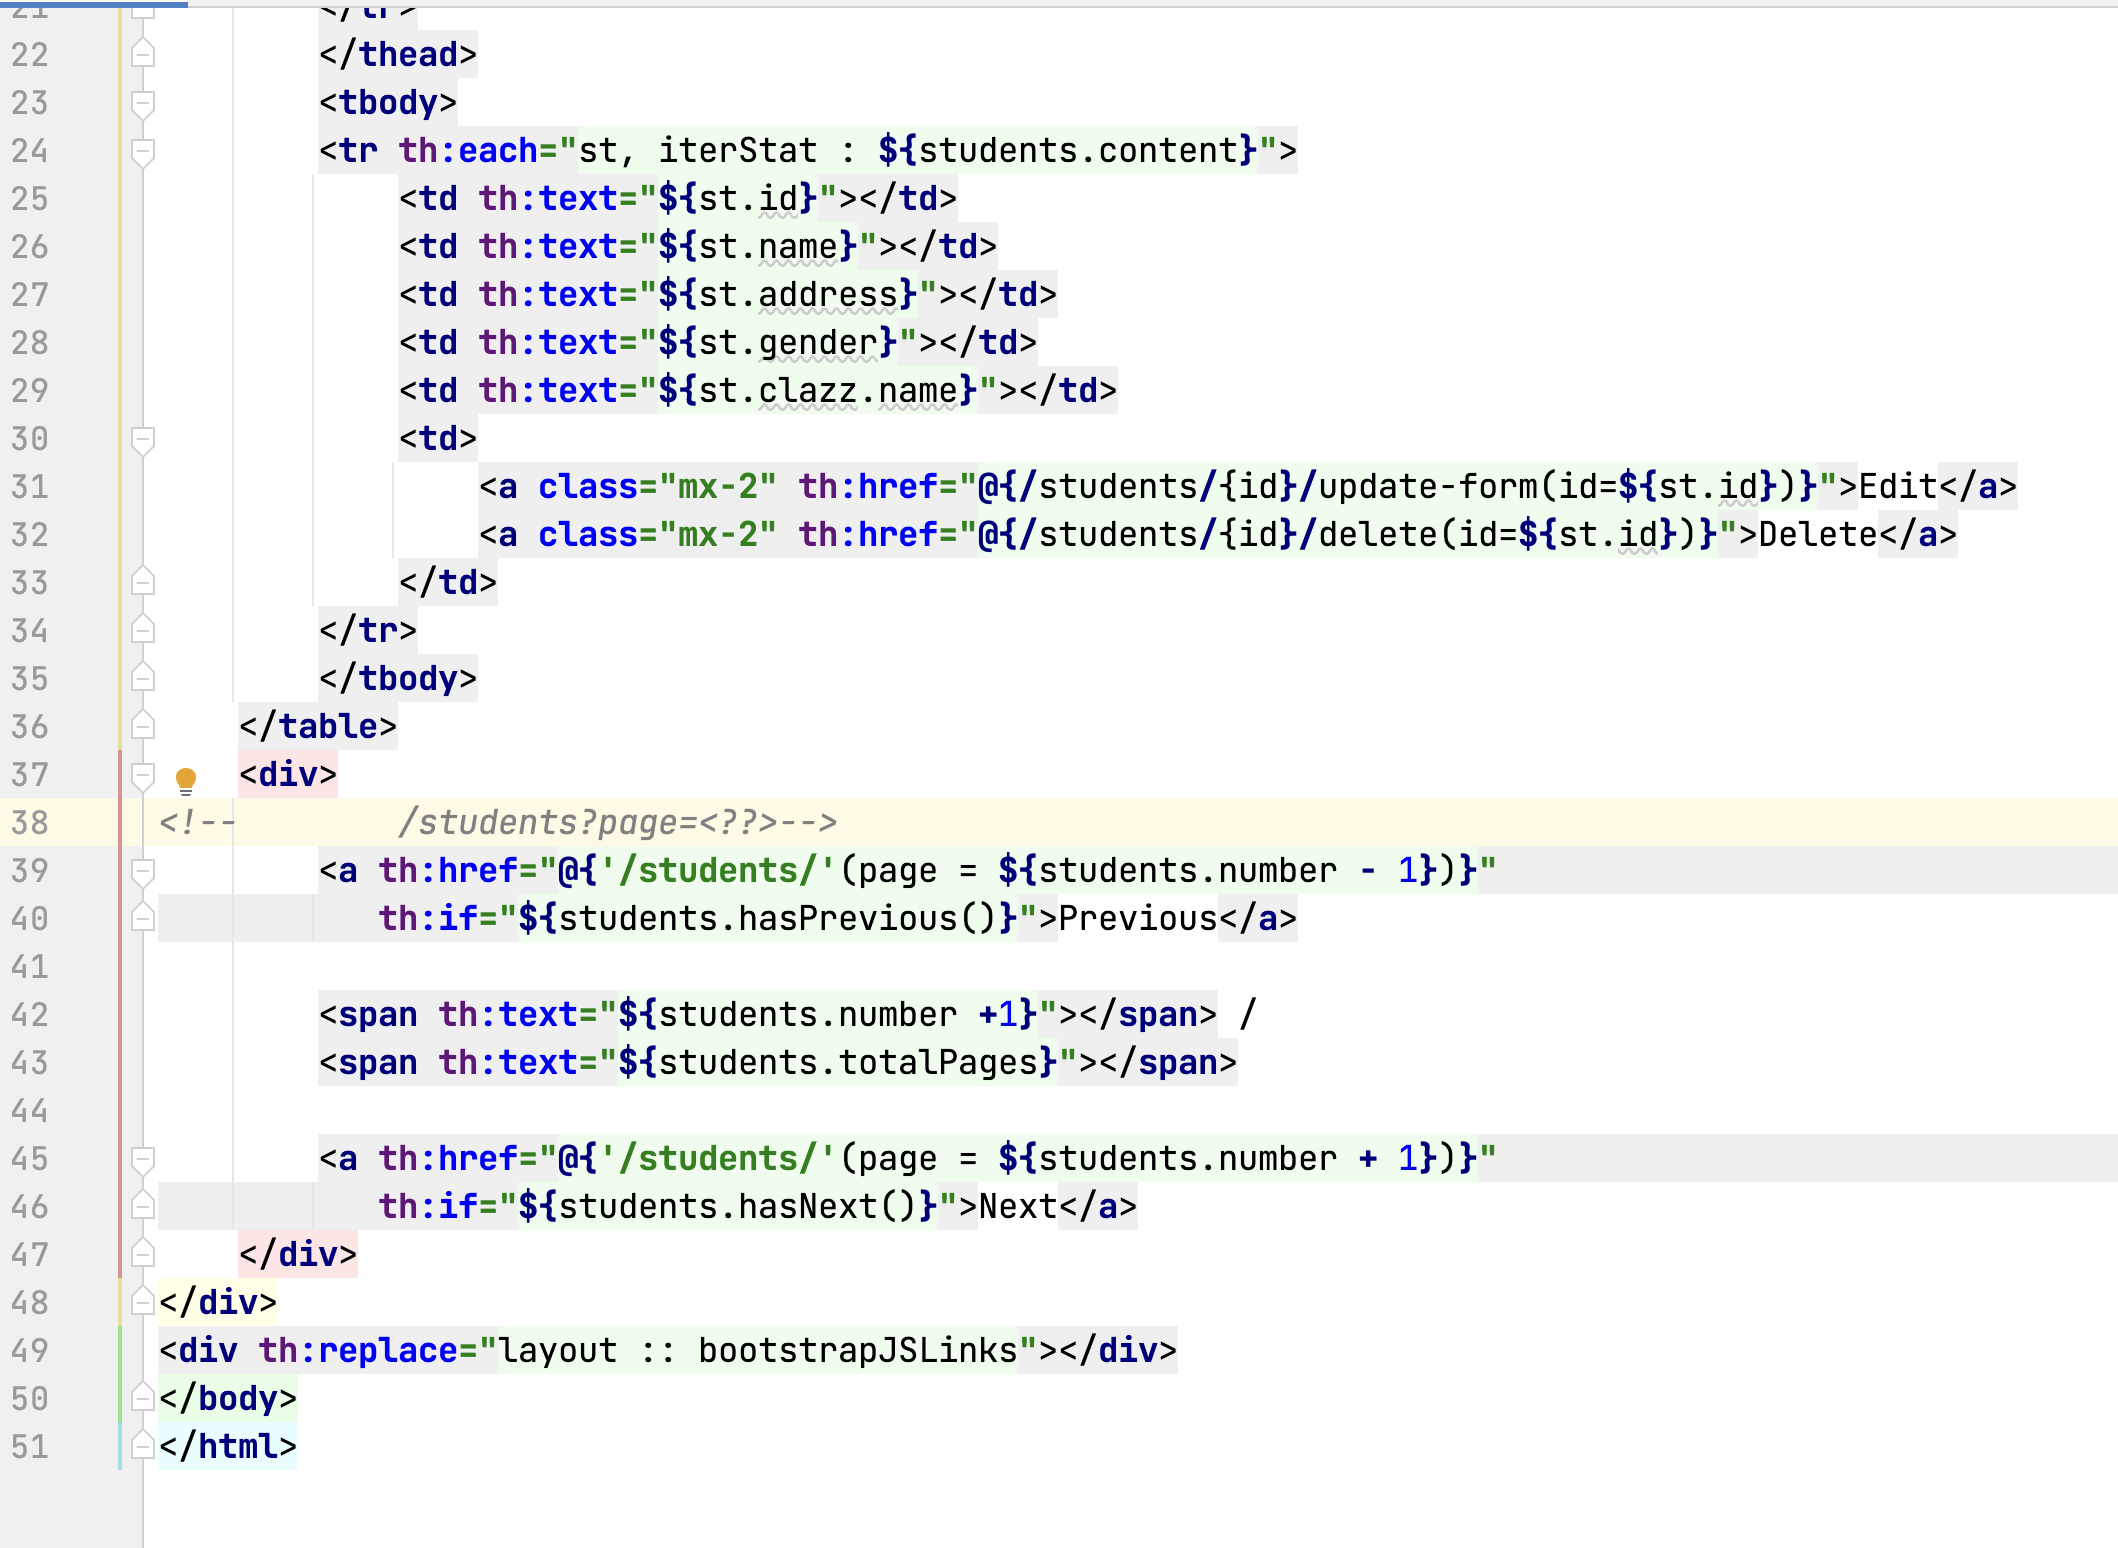 21 </tr>
22 </thead>
23 <tbody>
24 <tr th:each="st, iterStat : ${students.content}">
25 <td th:text="${st.id}"></td>
26 <td th:text="${st.name}"></td>
27 <td th:text="${st.address}"></td>
28 <td th:text="${st.gender}"></td>
29 <td th:text="${st.clazz.name}"></td>
30 <td>
31 <a class="mx-2" th:href="@{/students/{id}/update-form(id=${st.id})}">Edit</a>
32 <a class="mx-2" th:href="@{/students/{id}/delete(id=${st.id})}">Delete</a>
33 </td>
34 </tr>
35 </tbody>
36 </table>
37 <div>
38 <!-- /students?page=<??>-->
39 <a th:href="@{'/students/'(page = ${students.number - 1})}"
40 th:if="${students.hasPrevious()}">Previous</a>
41
42 <span th:text="${students.number +1}"></span> /
43 <span th:text="${students.totalPages}"></span>
44
45 <a th:href="@{'/students/'(page = ${students.number + 1})}"
46 th:if="${students.hasNext()}">Next</a>
47 </div>
48 </div>
49 <div th:replace="layout :: bootstrapJSLinks"></div>
50 </body>
51 </html>